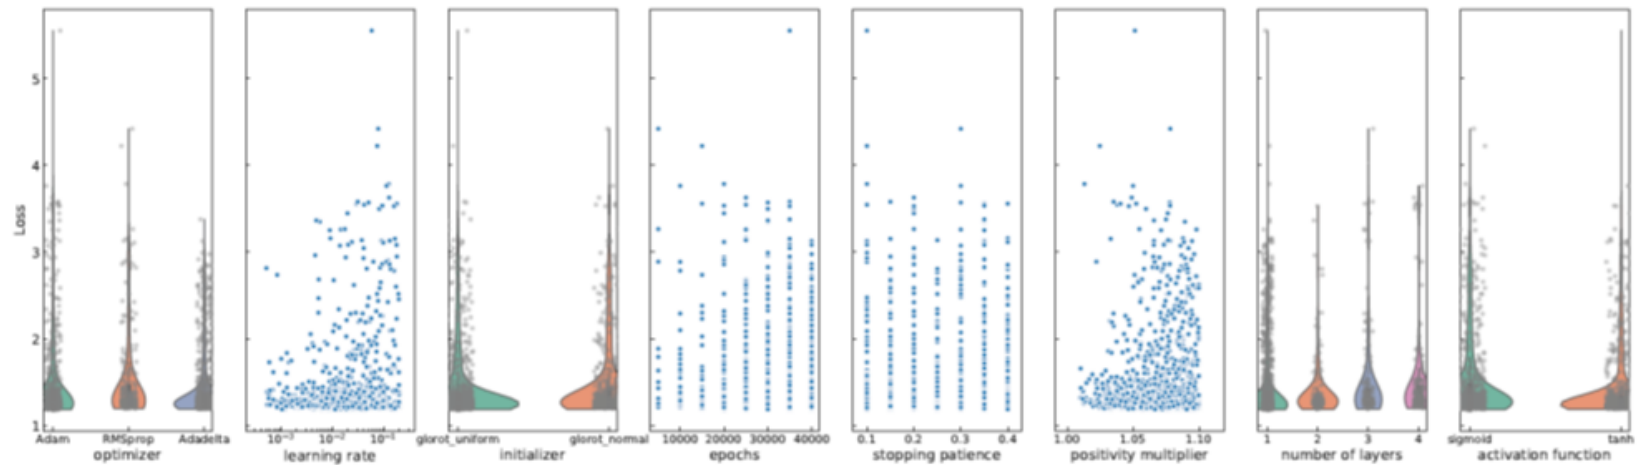 Loss
5
4
3
2
1
Adam RMSprop Adadelta
optimizer
10⁻³ 10⁻² 10⁻¹
learning rate
glorot_uniform glorot_normal
initializer
10000 20000 30000 40000
epochs
0.1 0.2 0.3 0.4
stopping patience
1.00 1.05 1.10
positivity multiplier
1 2 3 4
number of layers
sigmoid tanh
activation function